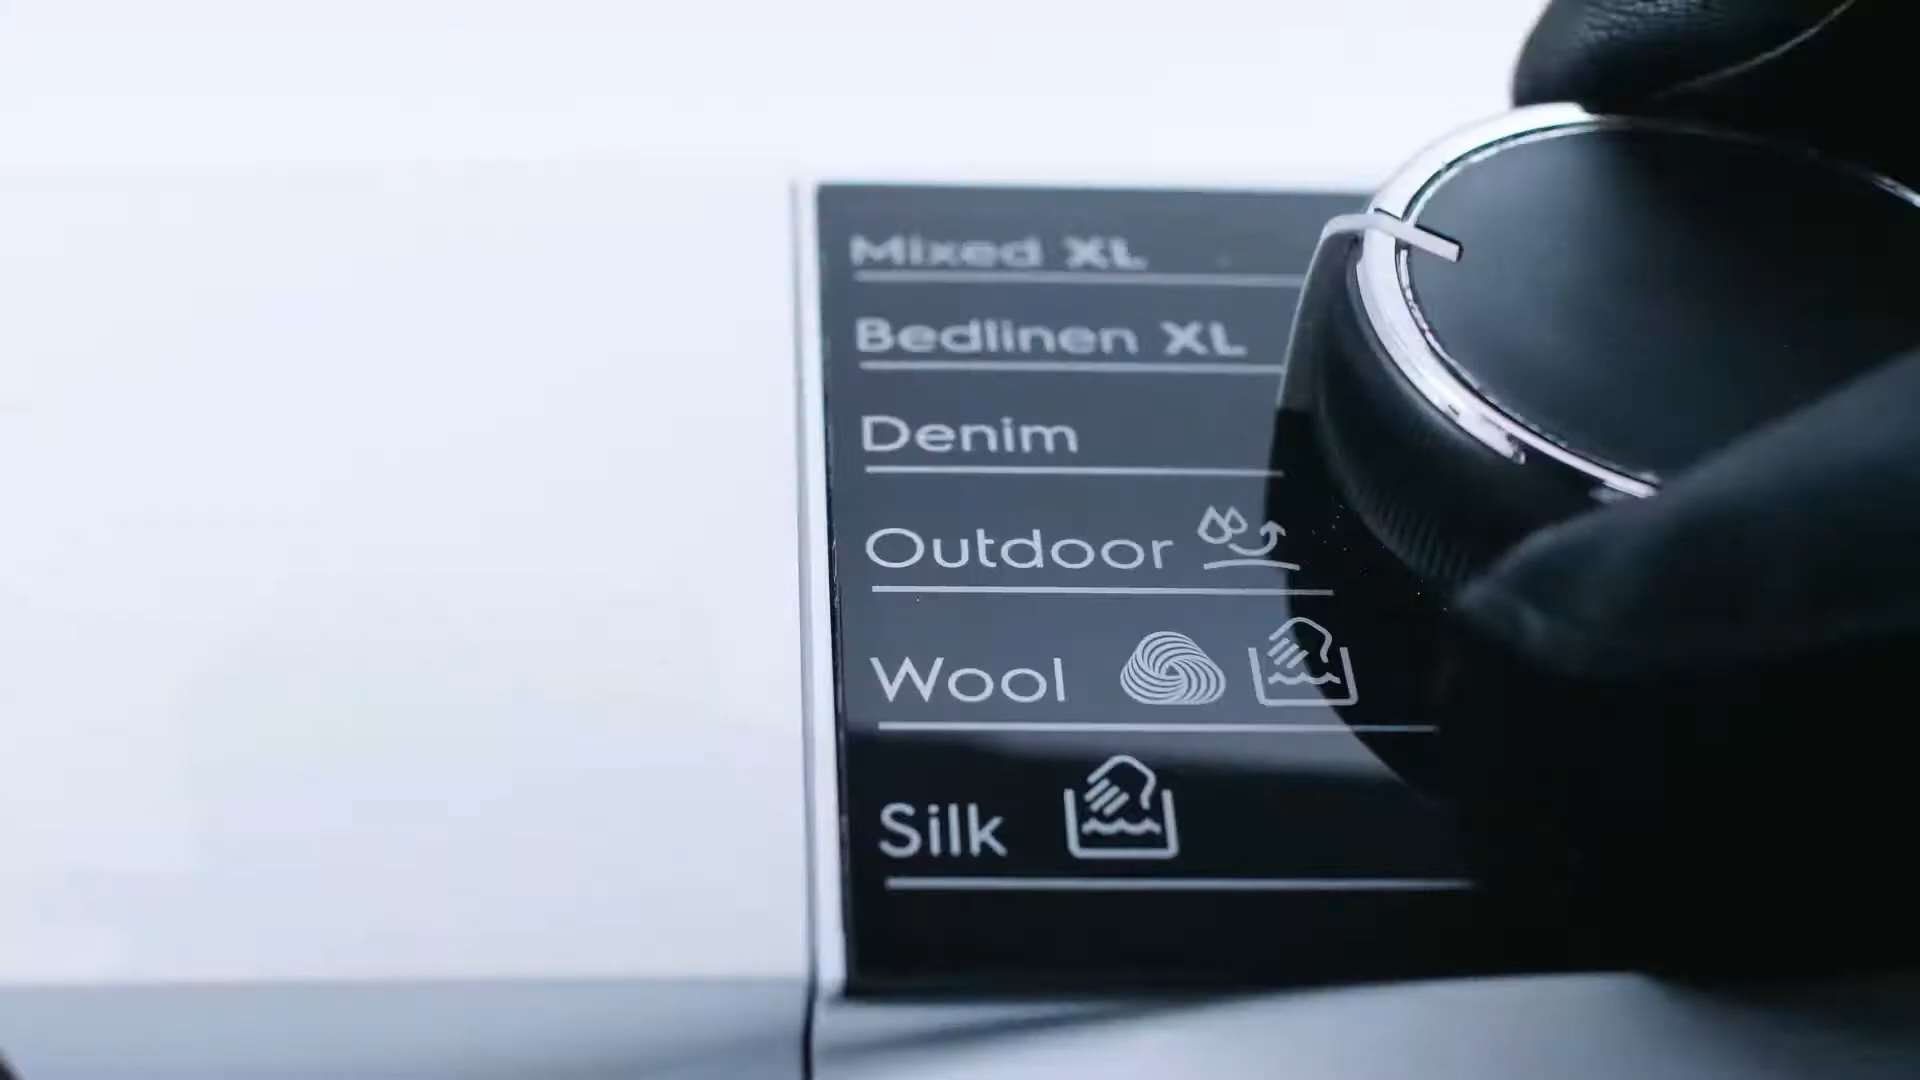 Mixed XL
Bedlinen XL
Denim
Outdoor
Wool
Silk